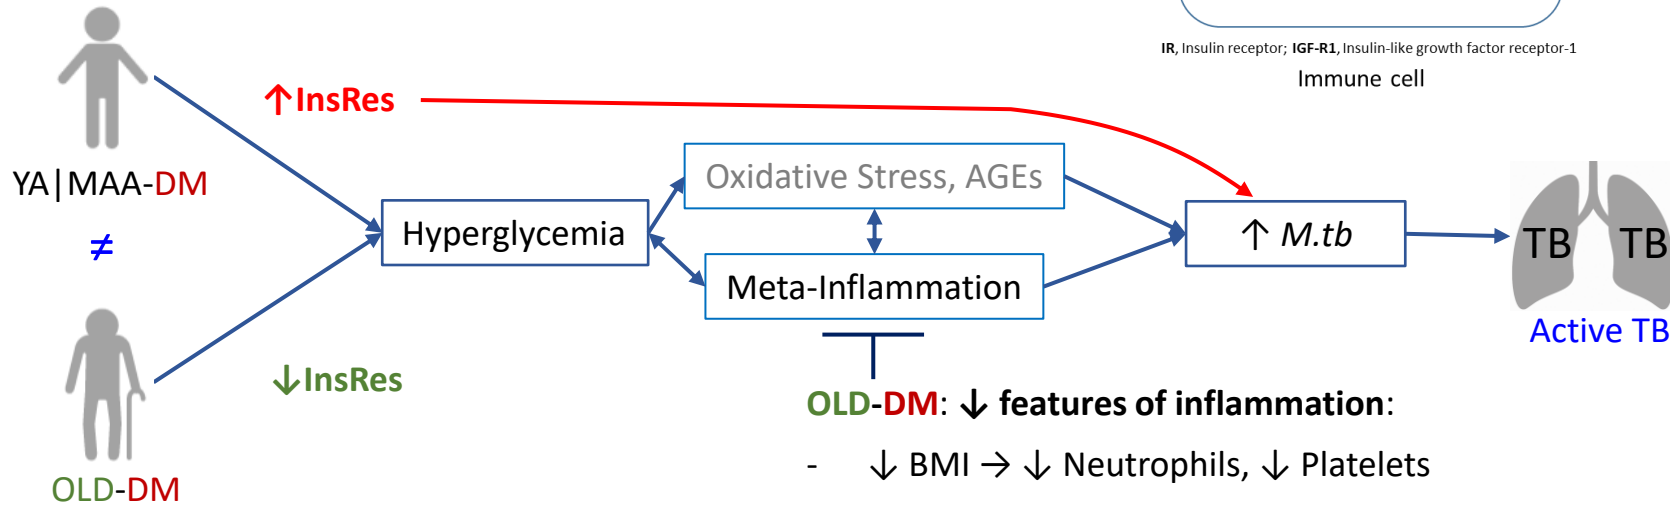 IR, Insulin receptor; IGF-R1, Insulin-like growth factor receptor-1
Immune cell
↑InsRes
YA|MAA-DM
≠
Oxidative Stress, AGEs
Hyperglycemia
↑ M.tb
Meta-Inflammation
TB TB
Active TB
↓InsRes
OLD-DM: ↓ features of inflammation:
- ↓ BMI → ↓ Neutrophils, ↓ Platelets
OLD-DM